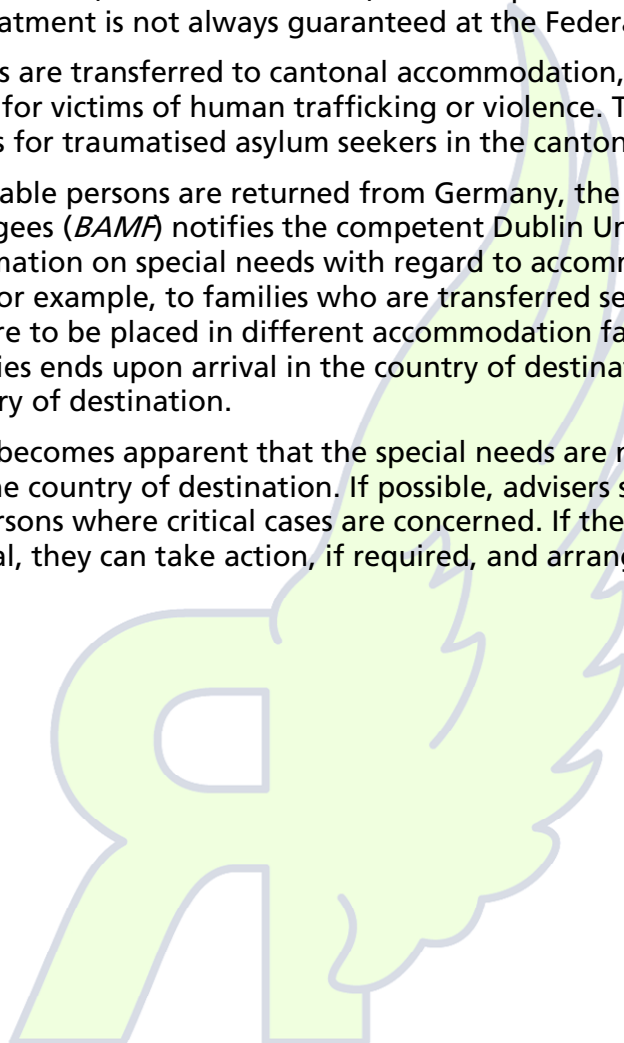 atment is not always guaranteed at the Federa
s are transferred to cantonal accommodation,
for victims of human trafficking or violence. T
s for traumatised asylum seekers in the canton
able persons are returned from Germany, the
gees (BAMF) notifies the competent Dublin Un
mation on special needs with regard to accomm
or example, to families who are transferred se
re to be placed in different accommodation fa
ies ends upon arrival in the country of destinat
ry of destination.
becomes apparent that the special needs are n
he country of destination. If possible, advisers s
rsons where critical cases are concerned. If the
al, they can take action, if required, and arrang